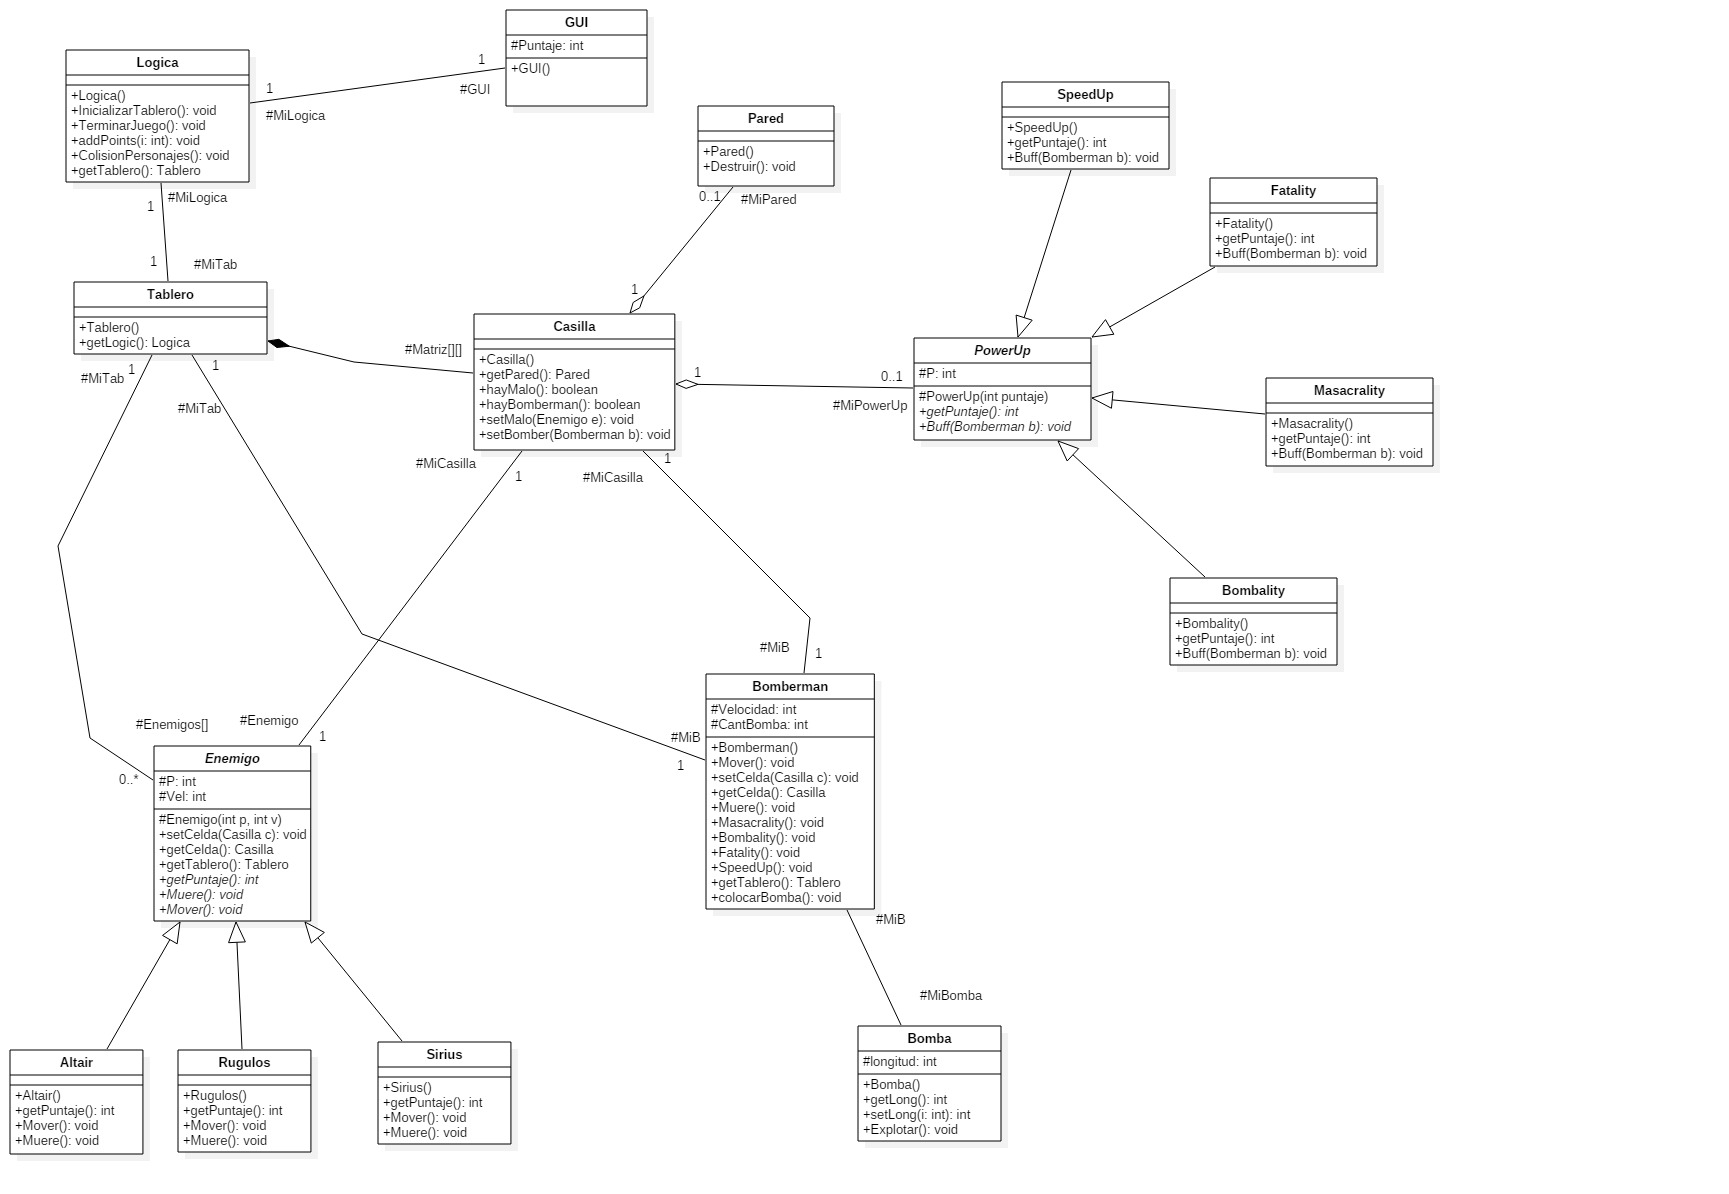 GUI
#Puntaje: int
+GUI()
Logica
+Logica()
+InicializarTablero(): void
+TerminarJuego(): void
+addPoints(i: int): void
+ColisionPersonajes(): void
+getTablero(): Tablero
1
#MiLogica
1
#GUI
Pared
+Pared()
+Destruir(): void
SpeedUp
+SpeedUp()
+getPuntaje(): int
+Buff(Bomberman b): void
Fatality
+Fatality()
+getPuntaje(): int
+Buff(Bomberman b): void
#MiLogica
1
1
#MiTab
0..1
#MiPared
1
Tablero
+Tablero()
+getLogic(): Logica
#Matriz[][]
Casilla
+Casilla()
+getPared(): Pared
+hayMalo(): boolean
+hayBomberman(): boolean
+setMalo(Enemigo e): void
+setBomber(Bomberman b): void
1
0..1
#MiPowerUp
PowerUp
#P: int
#PowerUp(int puntaje)
+getPuntaje(): int
+Buff(Bomberman b): void
Masacrality
+Masacrality()
+getPuntaje(): int
+Buff(Bomberman b): void
#MiTab
1
1
#MiTab
#MiCasilla
1
#MiCasilla
1
Bombality
+Bombality()
+getPuntaje(): int
+Buff(Bomberman b): void
#MiB
1
#Enemigos[]
0..*
#Enemigo
1
#MiB
1
Bomberman
#Velocidad: int
#CantBomba: int
+Bomberman()
+Mover(): void
+setCelda(Casilla c): void
+getCelda(): Casilla
+Muere(): void
+Masacrality(): void
+Bombality(): void
+Fatality(): void
+SpeedUp(): void
+getTablero(): Tablero
+colocarBomba(): void
Enemigo
#P: int
#Vel: int
#Enemigo(int p, int v)
+setCelda(Casilla c): void
+getCelda(): Casilla
+getTablero(): Tablero
+getPuntaje(): int
+Muere(): void
+Mover(): void
#MiB
#MiBomba
Altair
+Altair()
+getPuntaje(): int
+Mover(): void
+Muere(): void
Rugulos
+Rugulos()
+getPuntaje(): int
+Mover(): void
+Muere(): void
Sirius
+Sirius()
+getPuntaje(): int
+Mover(): void
+Muere(): void
Bomba
#longitud: int
+Bomba()
+getLong(): int
+setLong(i: int): int
+Explotar(): void